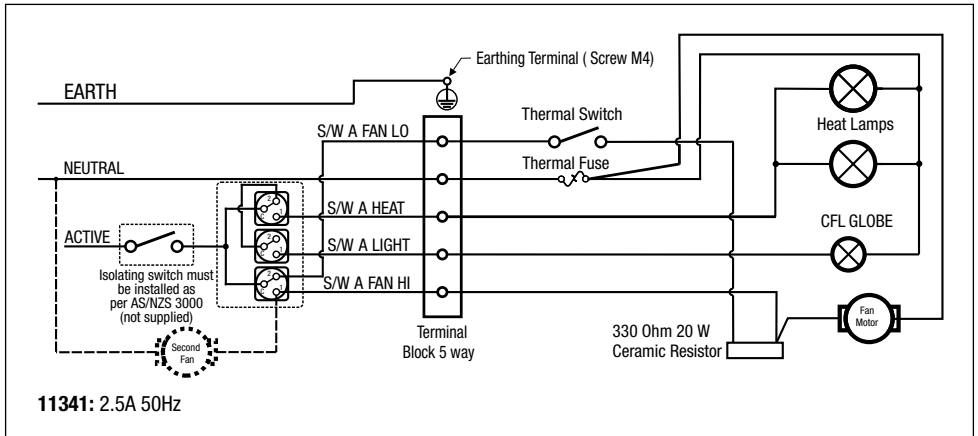 Earthing Terminal ( Screw M4)
EARTH
S/W A FAN LO
Thermal Switch
Heat Lamps
NEUTRAL
Thermal Fuse
S/W A HEAT
CFL GLOBE
ACTIVE
S/W A LIGHT
Isolating switch must
be installed as
per AS/NZS 3000
(not supplied)
S/W A FAN HI
Fan
Motor
Second
Fan
Terminal
Block 5 way
330 Ohm 20 W
Ceramic Resistor
11341: 2.5A 50Hz